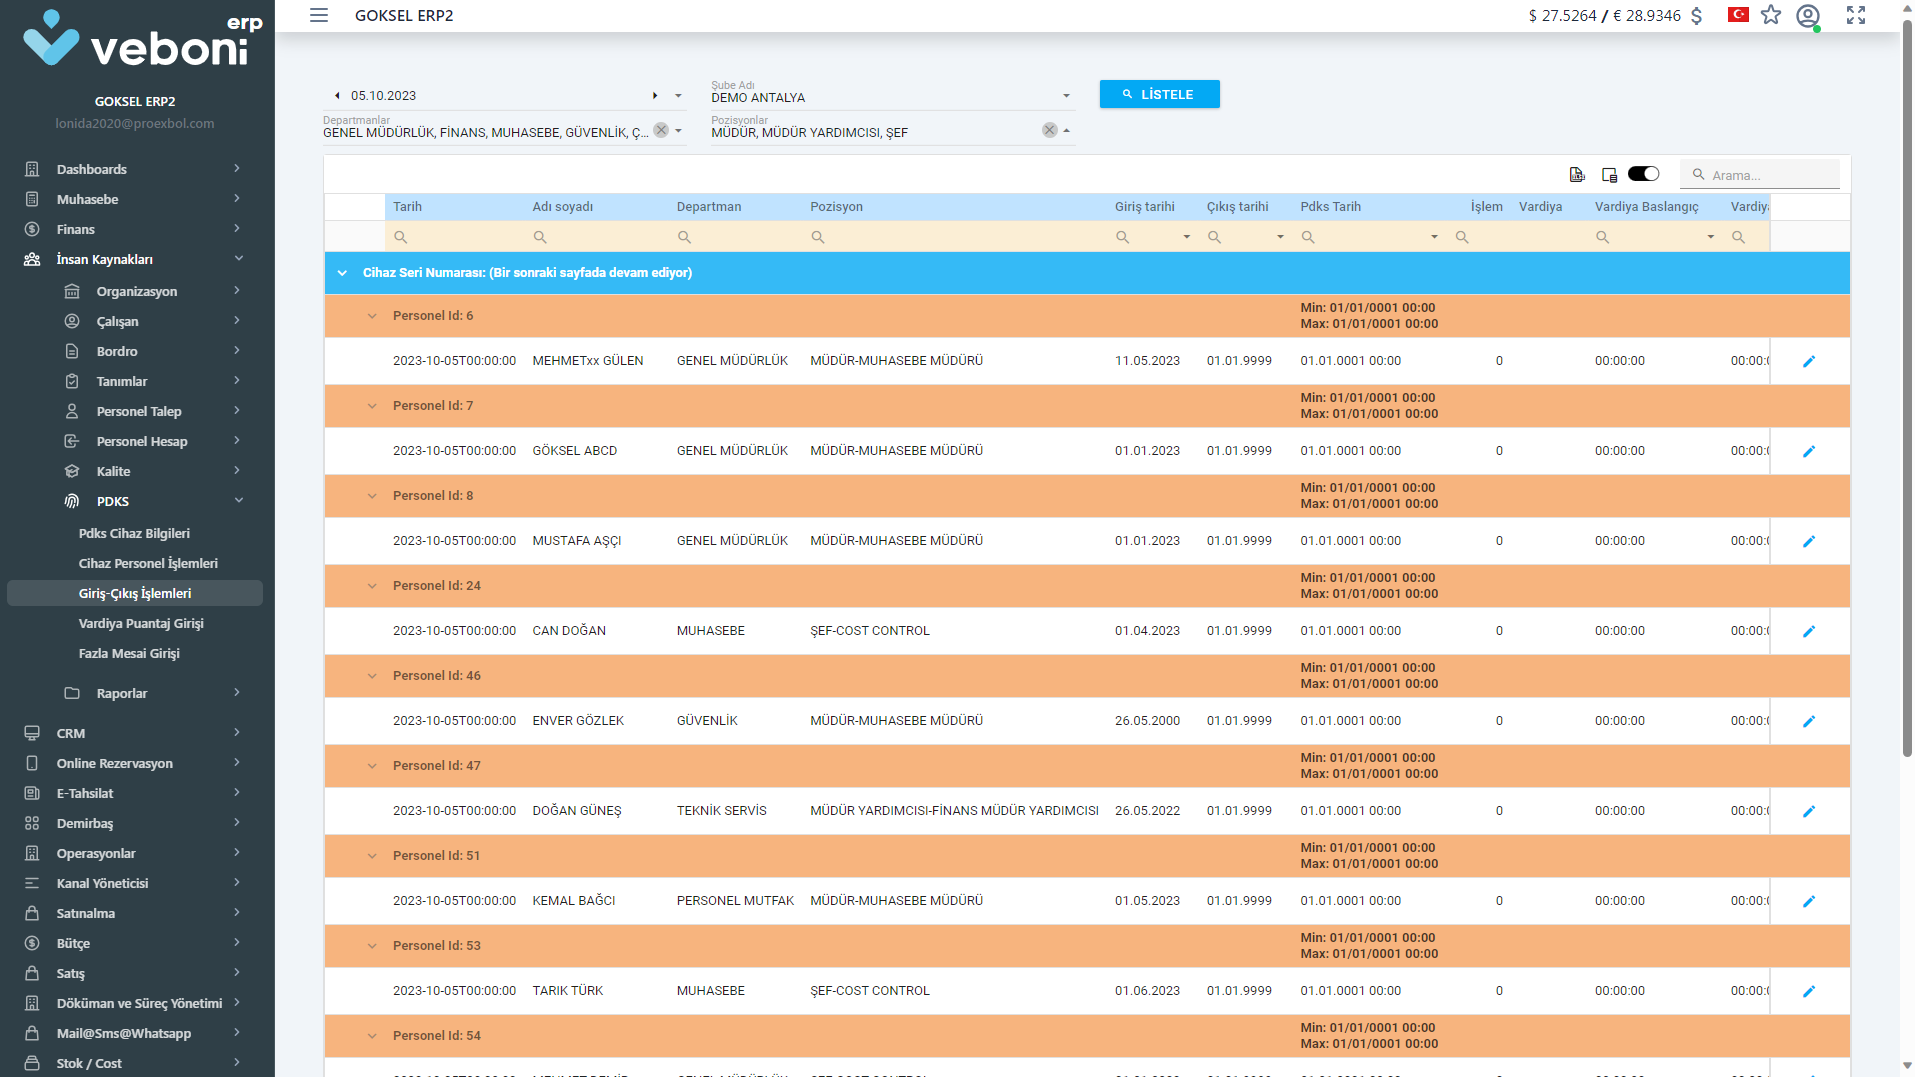 erp
veboni
GOKSEL ERP2
lonida2020@proexbol.com
Dashboards
Muhasebe
Finans
İnsan Kaynakları
Organizasyon
Çalışan
Bordro
Tanımlar
Personel Talep
Personel Hesap
Kalite
PDKS
Pdks Cihaz Bilgileri
Cihaz Personel İşlemleri
Giriş-Çıkış İşlemleri
Vardiya Puantaj Girişi
Fazla Mesai Girişi
Raporlar
CRM
Online Rezervasyon
E-Tahsilat
Demirbaş
Operasyonlar
Kanal Yöneticisi
Satınalma
Bütçe
Satış
Döküman ve Süreç Yönetimi
Mail@Sms@Whatsapp
Stok / Cost
GOKSEL ERP2
$ 27.5264 / € 28.9346
05.10.2023
Şube Adı
DEMO ANTALYA
LİSTELE
Departmanlar
GENEL MÜDÜRLÜK, FİNANS, MUHASEBE, GÜVENLİK, Ç...
Pozisyonlar
MÜDÜR, MÜDÜR YARDIMCISI, ŞEF
Arama...
Tarih Adı soyadı Departman Pozisyon Giriş tarihi Çıkış tarihi Pdks Tarih İşlem Vardiya Vardiya Baslangıç
Cihaz Seri Numarası: (Bir sonraki sayfada devam ediyor)
Personel Id: 6 Min: 01/01/0001 00:00
Max: 01/01/0001 00:00
2023-10-05T00:00:00 MEHMETxx GÜLEN GENEL MÜDÜRLÜK MÜDÜR-MUHASEBE MÜDÜRÜ 11.05.2023 01.01.9999 01.01.0001 00:00 0 00:00:00 00:00:
Personel Id: 7 Min: 01/01/0001 00:00
Max: 01/01/0001 00:00
2023-10-05T00:00:00 GÖKSEL ABCD GENEL MÜDÜRLÜK MÜDÜR-MUHASEBE MÜDÜRÜ 01.01.2023 01.01.9999 01.01.0001 00:00 0 00:00:00 00:00:
Personel Id: 8 Min: 01/01/0001 00:00
Max: 01/01/0001 00:00
2023-10-05T00:00:00 MUSTAFA AŞÇI GENEL MÜDÜRLÜK MÜDÜR-MUHASEBE MÜDÜRÜ 01.01.2023 01.01.9999 01.01.0001 00:00 0 00:00:00 00:00:
Personel Id: 24 Min: 01/01/0001 00:00
Max: 01/01/0001 00:00
2023-10-05T00:00:00 CAN DOĞAN MUHASEBE ŞEF-COST CONTROL 01.04.2023 01.01.9999 01.01.0001 00:00 0 00:00:00 00:00:
Personel Id: 46 Min: 01/01/0001 00:00
Max: 01/01/0001 00:00
2023-10-05T00:00:00 ENVER GÖZLEK GÜVENLİK MÜDÜR-MUHASEBE MÜDÜRÜ 26.05.2000 01.01.9999 01.01.0001 00:00 0 00:00:00 00:00:
Personel Id: 47 Min: 01/01/0001 00:00
Max: 01/01/0001 00:00
2023-10-05T00:00:00 DOĞAN GÜNEŞ TEKNİK SERVİS MÜDÜR YARDIMCISI-FİNANS MÜDÜR YARDIMCISI 26.05.2022 01.01.9999 01.01.0001 00:00 0 00:00:00 00:00:
Personel Id: 51 Min: 01/01/0001 00:00
Max: 01/01/0001 00:00
2023-10-05T00:00:00 KEMAL BAĞCI PERSONEL MUTFAK MÜDÜR-MUHASEBE MÜDÜRÜ 01.05.2023 01.01.9999 01.01.0001 00:00 0 00:00:00 00:00:
Personel Id: 53 Min: 01/01/0001 00:00
Max: 01/01/0001 00:00
2023-10-05T00:00:00 TARIK TÜRK MUHASEBE ŞEF-COST CONTROL 01.06.2023 01.01.9999 01.01.0001 00:00 0 00:00:00 00:00:
Personel Id: 54 Min: 01/01/0001 00:00
Max: 01/01/0001 00:00